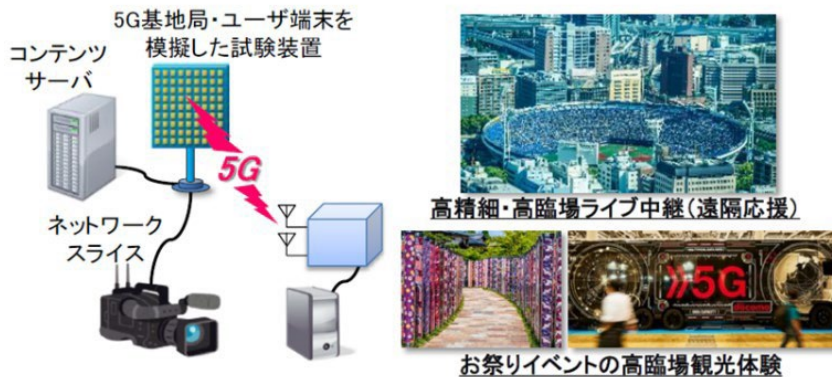 5G基地局・ユーザ端末を
模擬した試験装置
コンテンツ
サーバ
5G
ネットワーク
スライス
高精細・高臨場ライブ中継(遠隔応援)
》5G
お祭りイベントの高臨場観光体験